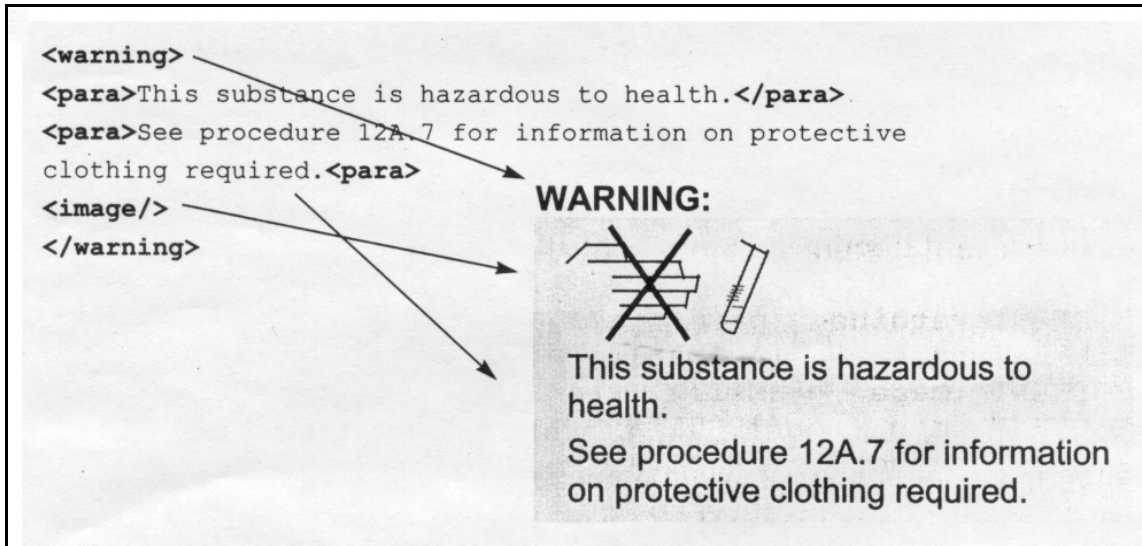 <warning>
<para>This substance is hazardous to health.</para>
<para>See procedure 12A.7 for information on protective
clothing required.<para>
<image/>
</warning>
WARNING:
This substance is hazardous to
health.
See procedure 12A.7 for information
on protective clothing required.